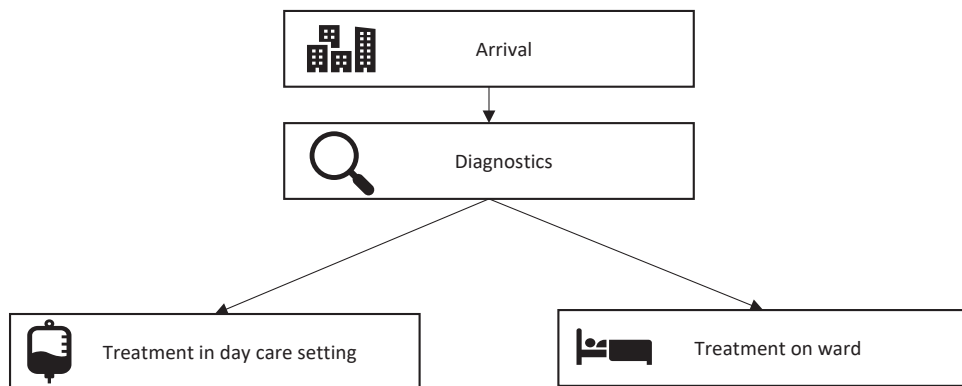 Arrival
Diagnostics
Treatment in day care setting
Treatment on ward